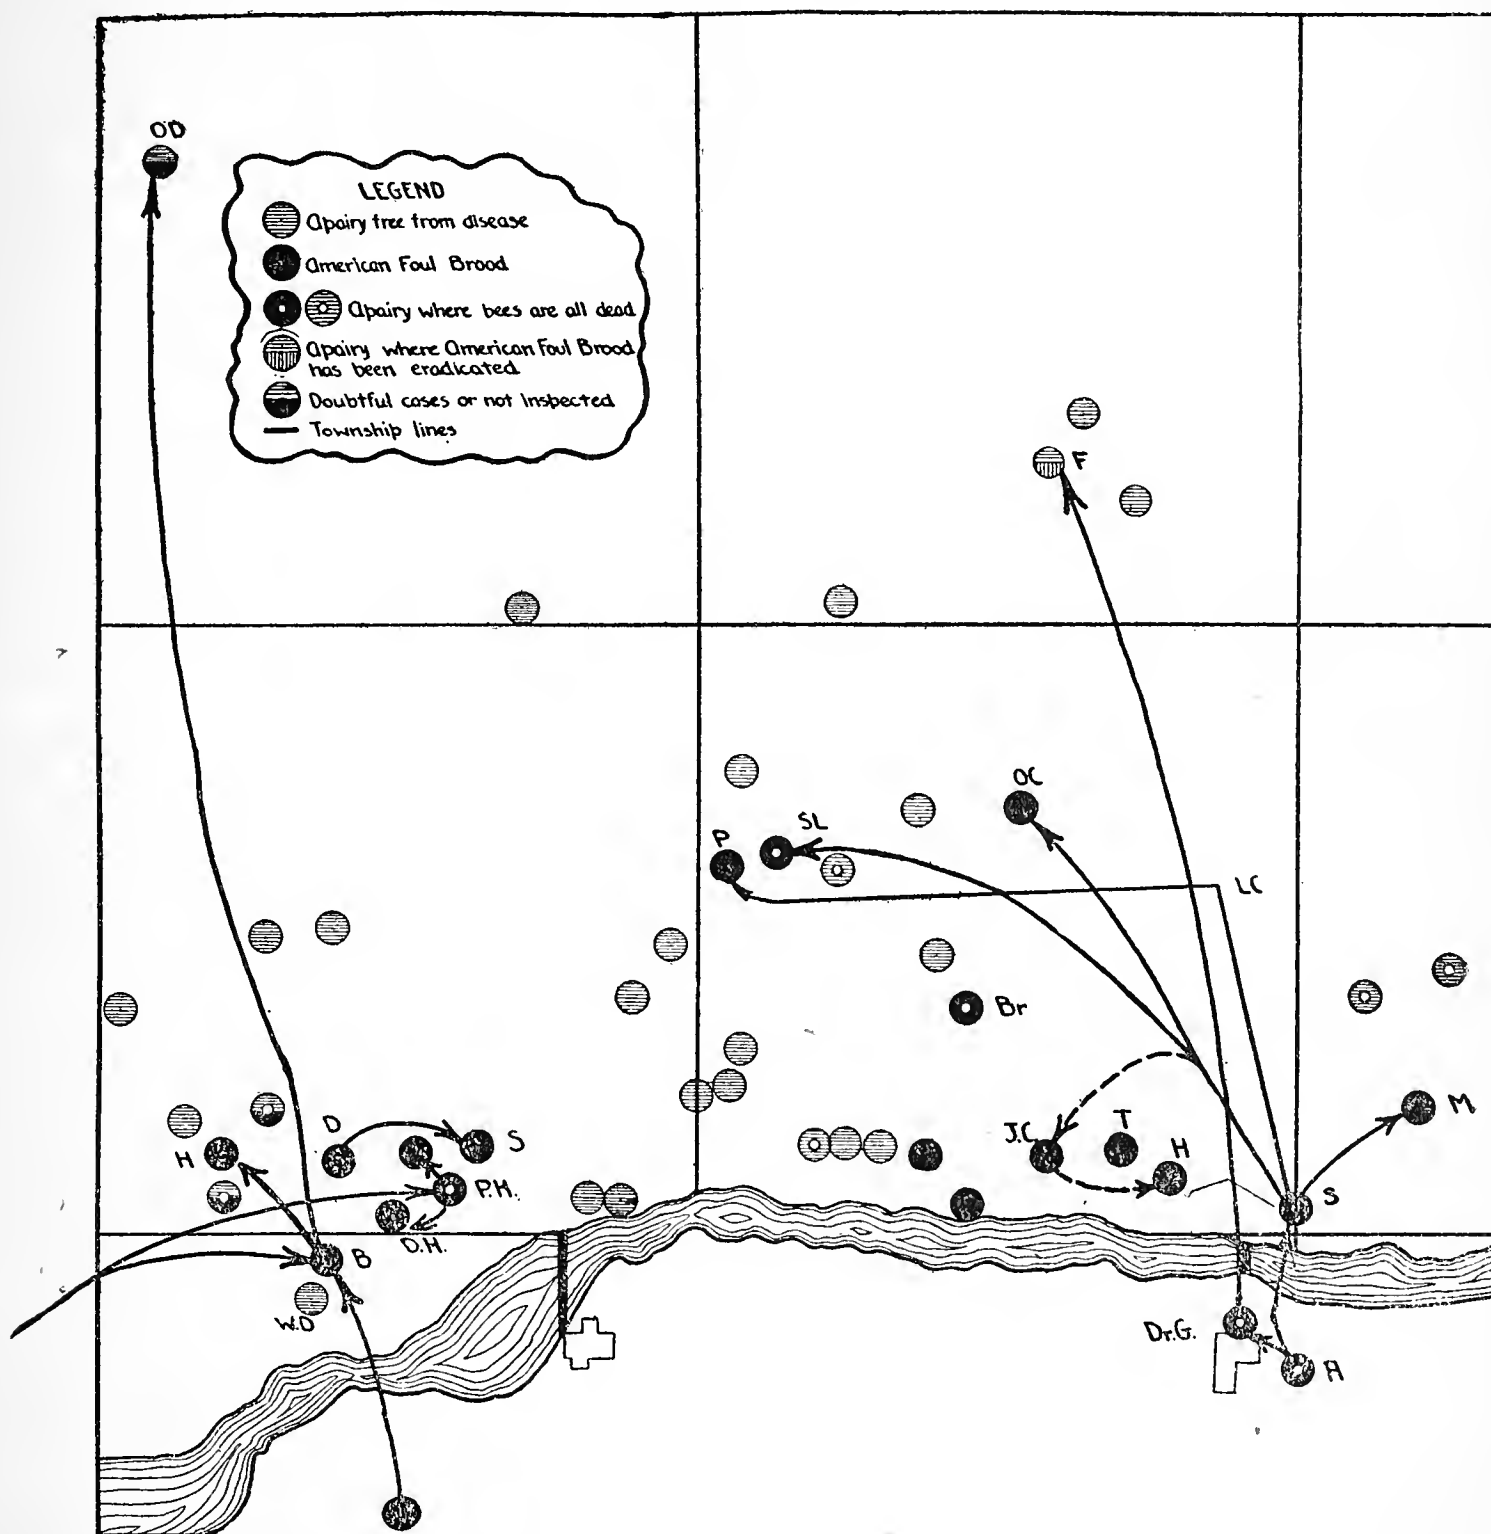 OD
LEGEND
Apairy free from disease
American Foul Brood
Apairy where bees are all dead
Apairy where American Foul Brood
has been eradicated
Doubtful cases or not Inspected
Township lines
F
OC
SL
P
LC
Br
M
D
S
H
J.C.
T
H
P.H.
S
D.H.
B
W.D
Dr.G.
A